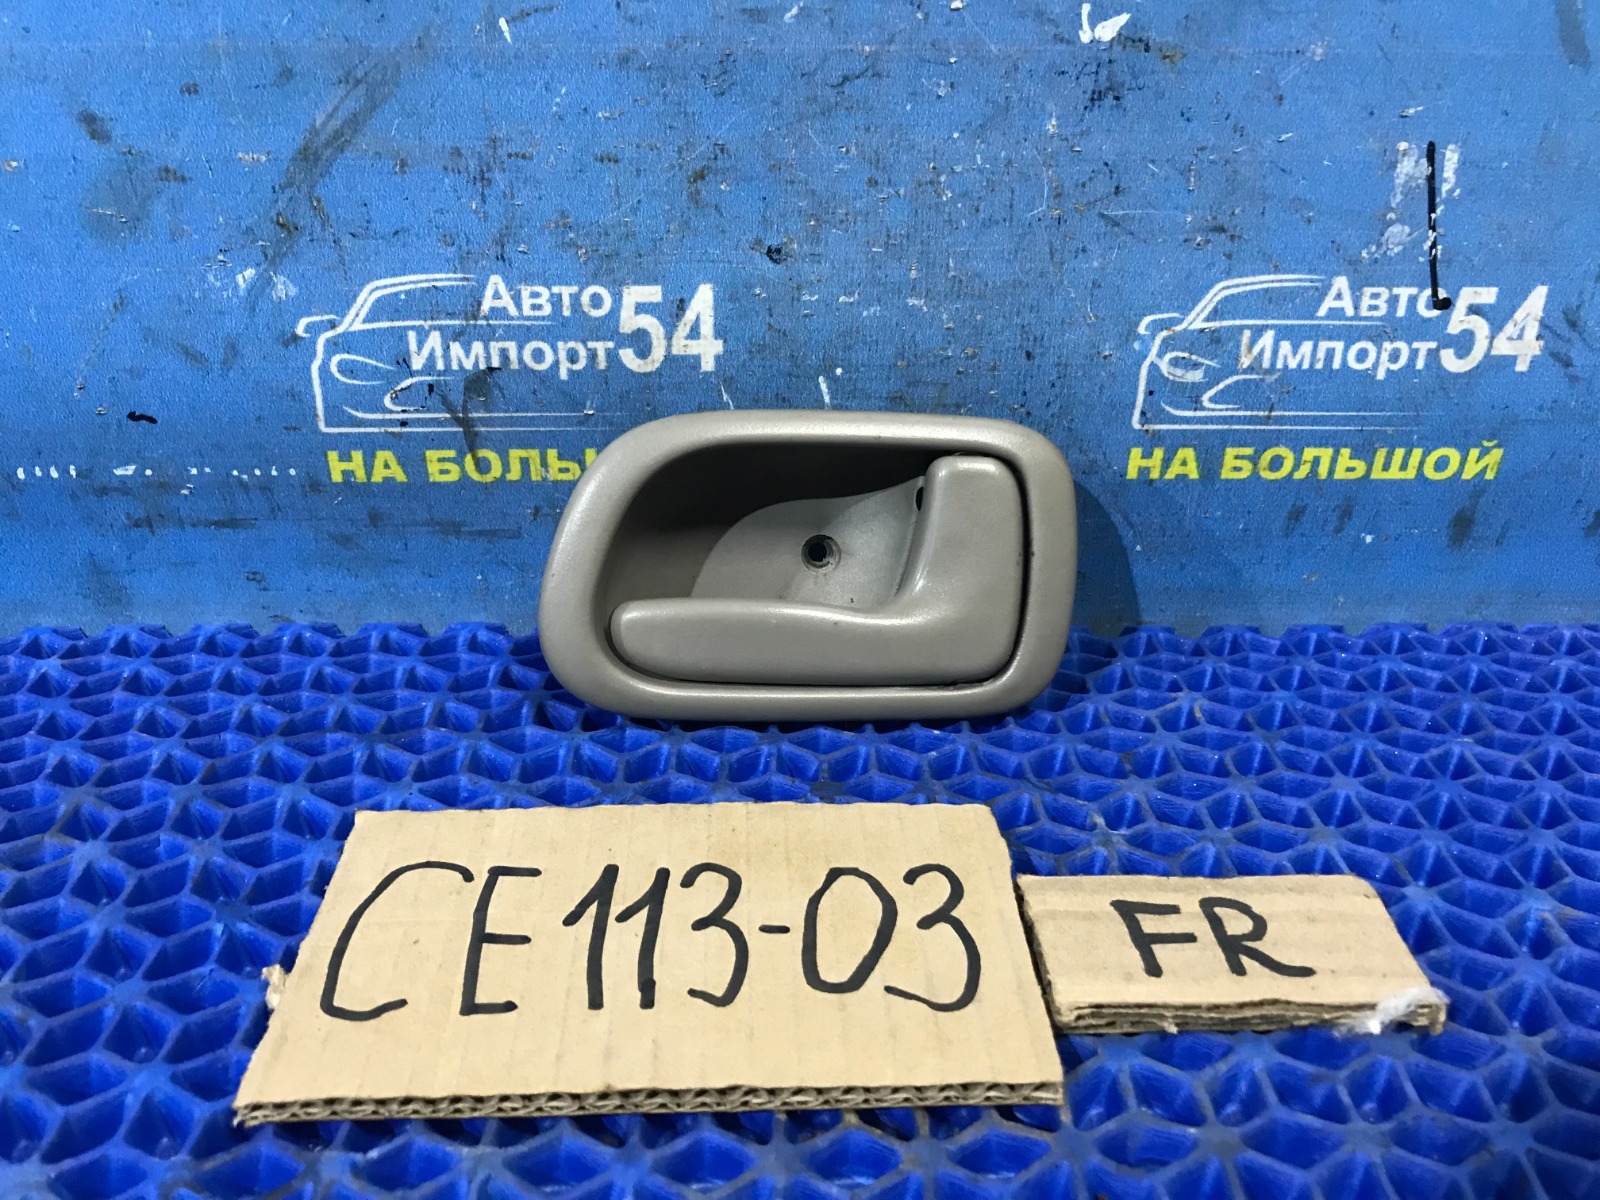 Авто
Импорт 54
НА БОЛЬ
Авто
Импорт 54
НА БОЛЬШОЙ
CE113-03
FR